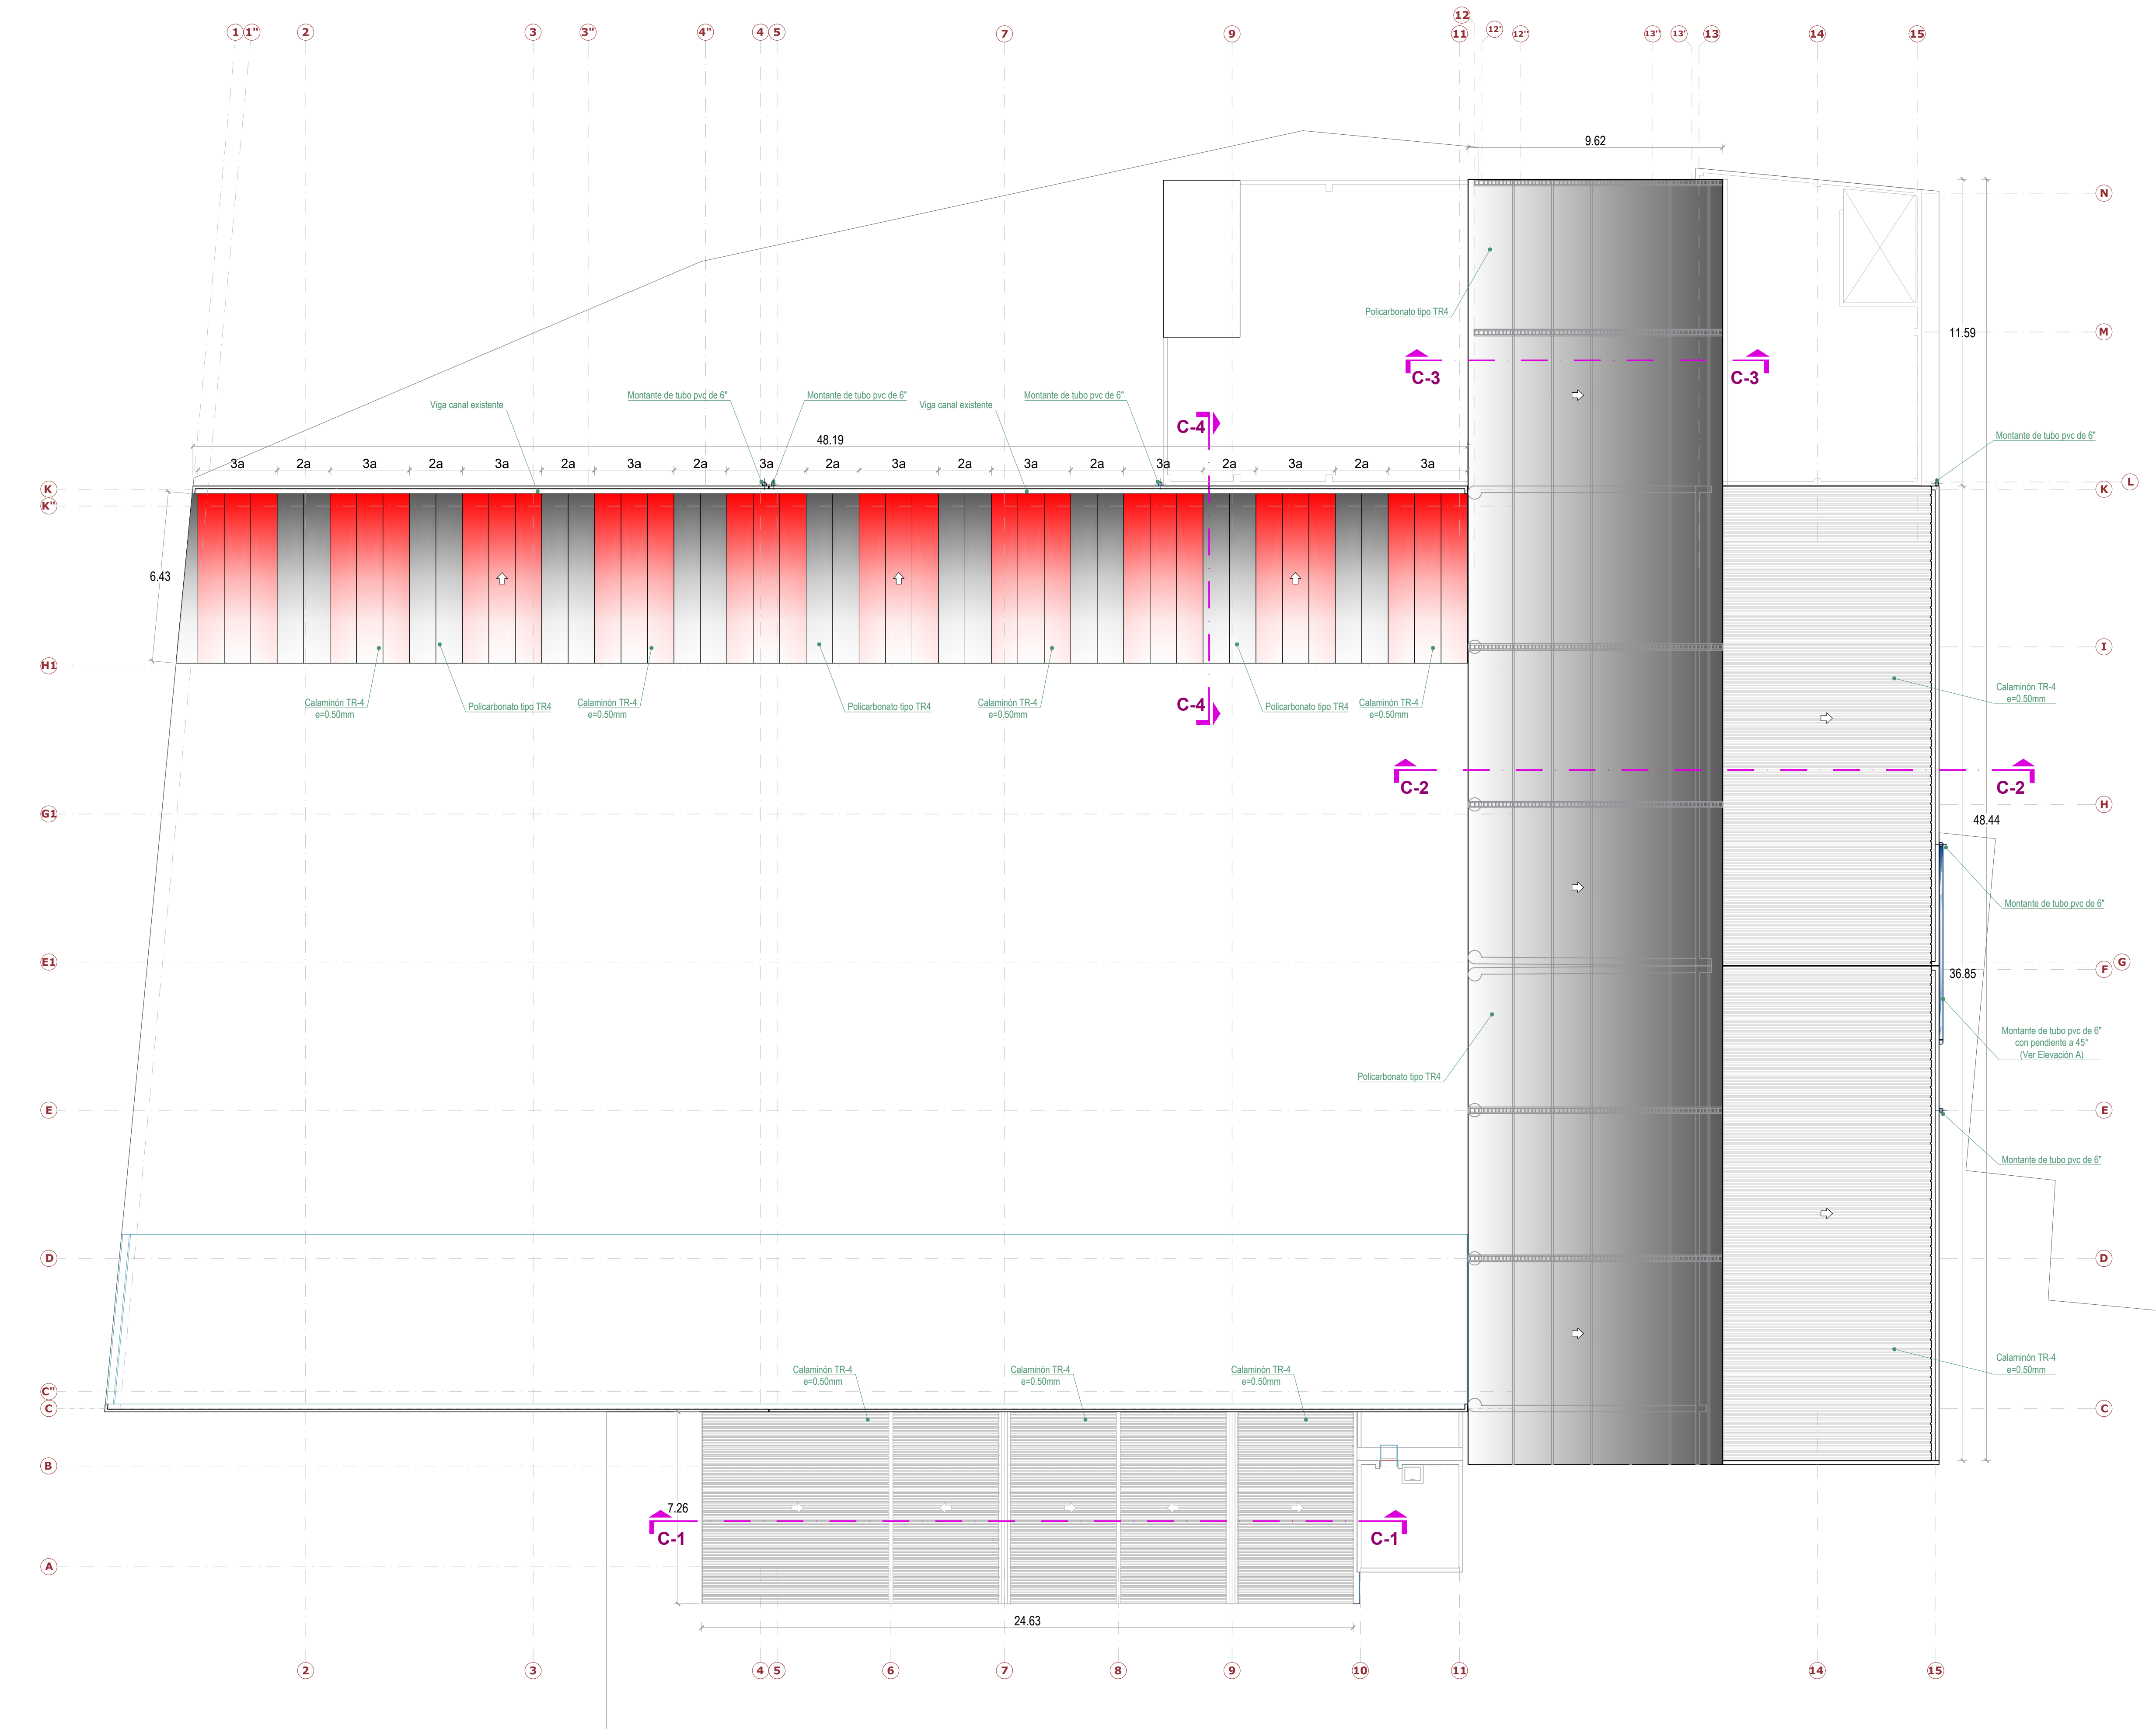 12
1
1"
2
3
3"
4"
4
5
7
9
11
12'
12"
13"
13'
13
14
15
9.62
N
11.59
M
Policarbonato tipo TR4
C-3
C-3
Montante de tubo pvc de 6"
Montante de tubo pvc de 6"
Montante de tubo pvc de 6"
Viga canal existente
Viga canal existente
C-4
Montante de tubo pvc de 6"
48.19
3a
2a
3a
2a
3a
2a
3a
2a
3a
2a
3a
2a
3a
2a
3a
2a
3a
2a
3a
K
K
L
K"
6.43
I
H1
Calaminón TR-4
e=0.50mm
Policarbonato tipo TR4
Calaminón TR-4
e=0.50mm
Policarbonato tipo TR4
Calaminón TR-4
e=0.50mm
C-4
Policarbonato tipo TR4
Calaminón TR-4
e=0.50mm
Calaminón TR-4
e=0.50mm
C-2
C-2
G1
H
48.44
Montante de tubo pvc de 6"
E1
G
F
36.85
Montante de tubo pvc de 6"
con pendiente a 45°
(Ver Elevación A)
Policarbonato tipo TR4
E
E
Montante de tubo pvc de 6"
D
D
Calaminón TR-4
e=0.50mm
Calaminón TR-4
e=0.50mm
Calaminón TR-4
e=0.50mm
Calaminón TR-4
e=0.50mm
C"
C
C
B
B
7.26
C-1
C-1
A
A
24.63
2
3
4
5
6
7
8
9
10
11
14
15